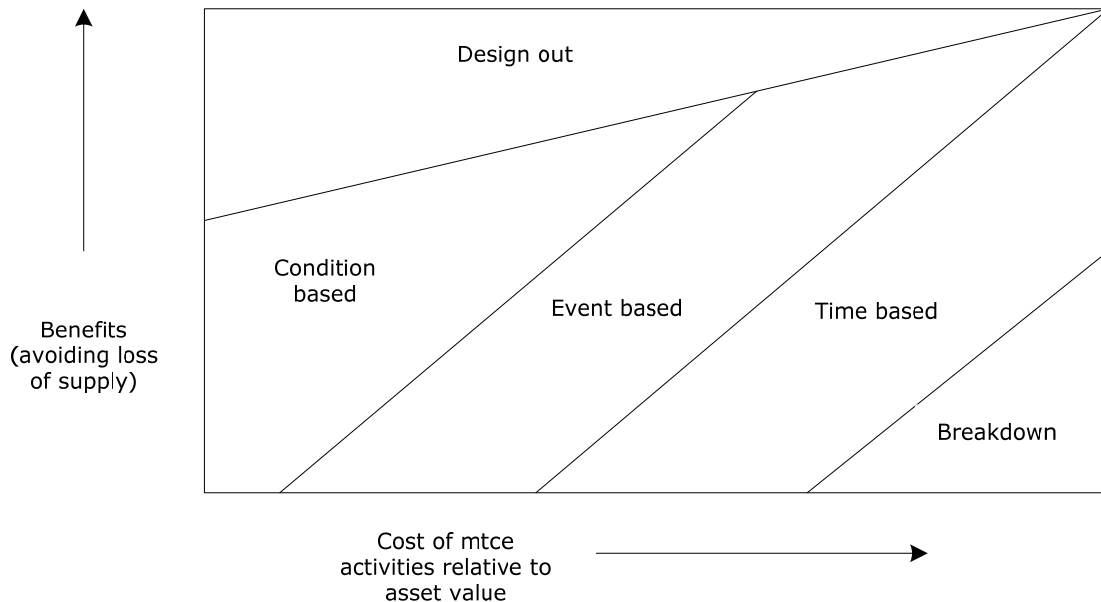 Design out
Condition
based
Event based
Time based
Breakdown
Benefits
(avoiding loss
of supply)
Cost of mtce
activities relative to
asset value